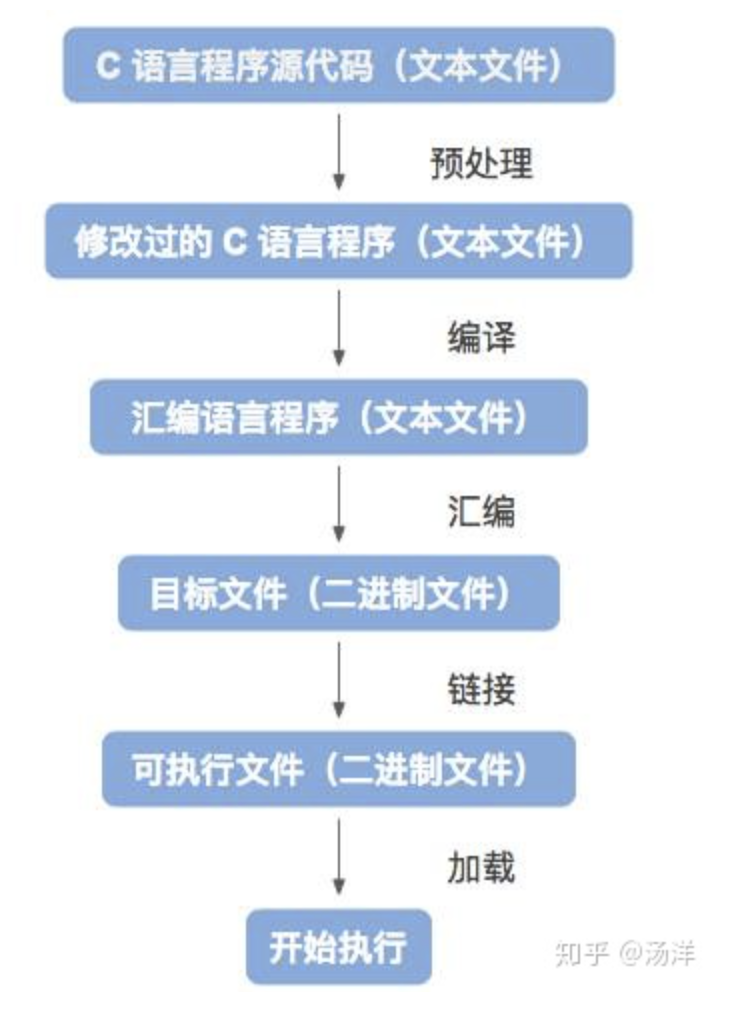 C 语言程序源代码（文本文件）
预处理
修改过的 C 语言程序（文本文件）
编译
汇编语言程序（文本文件）
汇编
目标文件（二进制文件）
链接
可执行文件（二进制文件）
加载
开始执行
知乎 @汤洋